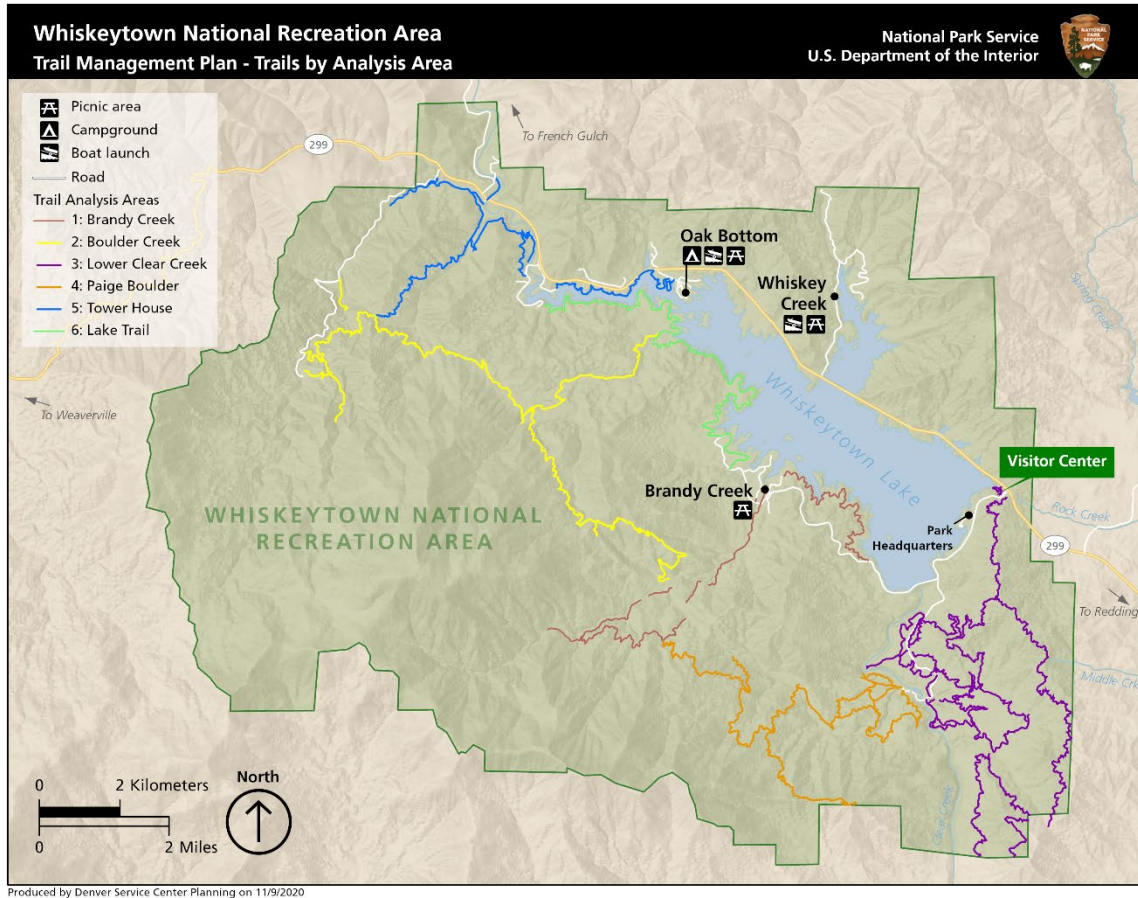 Whiskeytown National Recreation Area
Trail Management Plan - Trails by Analysis Area
National Park Service
U.S. Department of the Interior
NATIONAL
PARK
SERVICE
Picnic area
Campground
Boat launch
Road
Trail Analysis Areas
1: Brandy Creek
2: Boulder Creek
3: Lower Clear Creek
4: Paige Boulder
5: Tower House
6: Lake Trail
To French Gulch
299
Oak Bottom
Whiskey
Creek
Spring Creek
To Weaverville
Whiskeytown Lake
Visitor Center
Brandy Creek
WHISKEYTOWN NATIONAL
RECREATION AREA
Park
Headquarters
Rock Creek
299
To Redding
Middle Crk
Clear Creek
0
2 Kilometers
0
2 Miles
North
Produced by Denver Service Center Planning on 11/9/2020